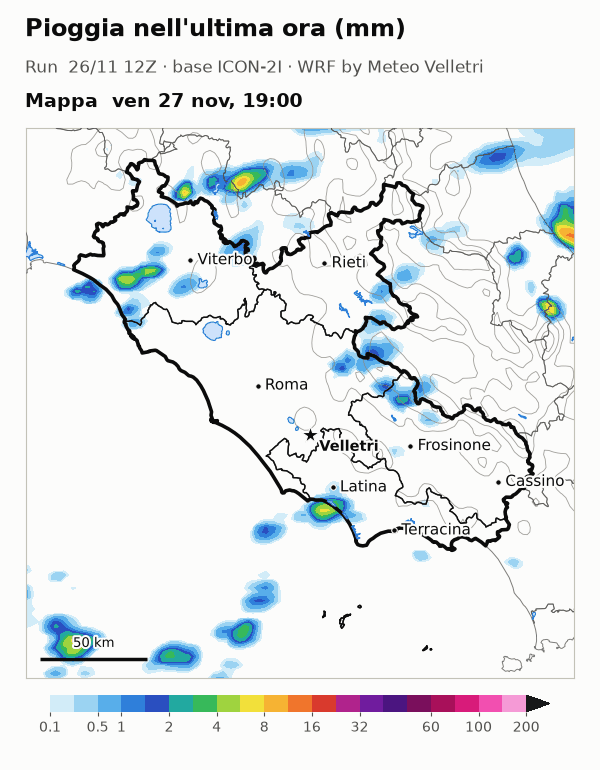 Pioggia nell'ultima ora (mm)
Run  26/11 12Z · base ICON-2I · WRF by Meteo Velletri
Mappa  ven 27 nov, 19:00
Viterbo
Rieti
Roma
Velletri
Frosinone
Cassino
Latina
Terracina
50 km
0.1 0.5 1 2 4 8 16 32 60 100 200